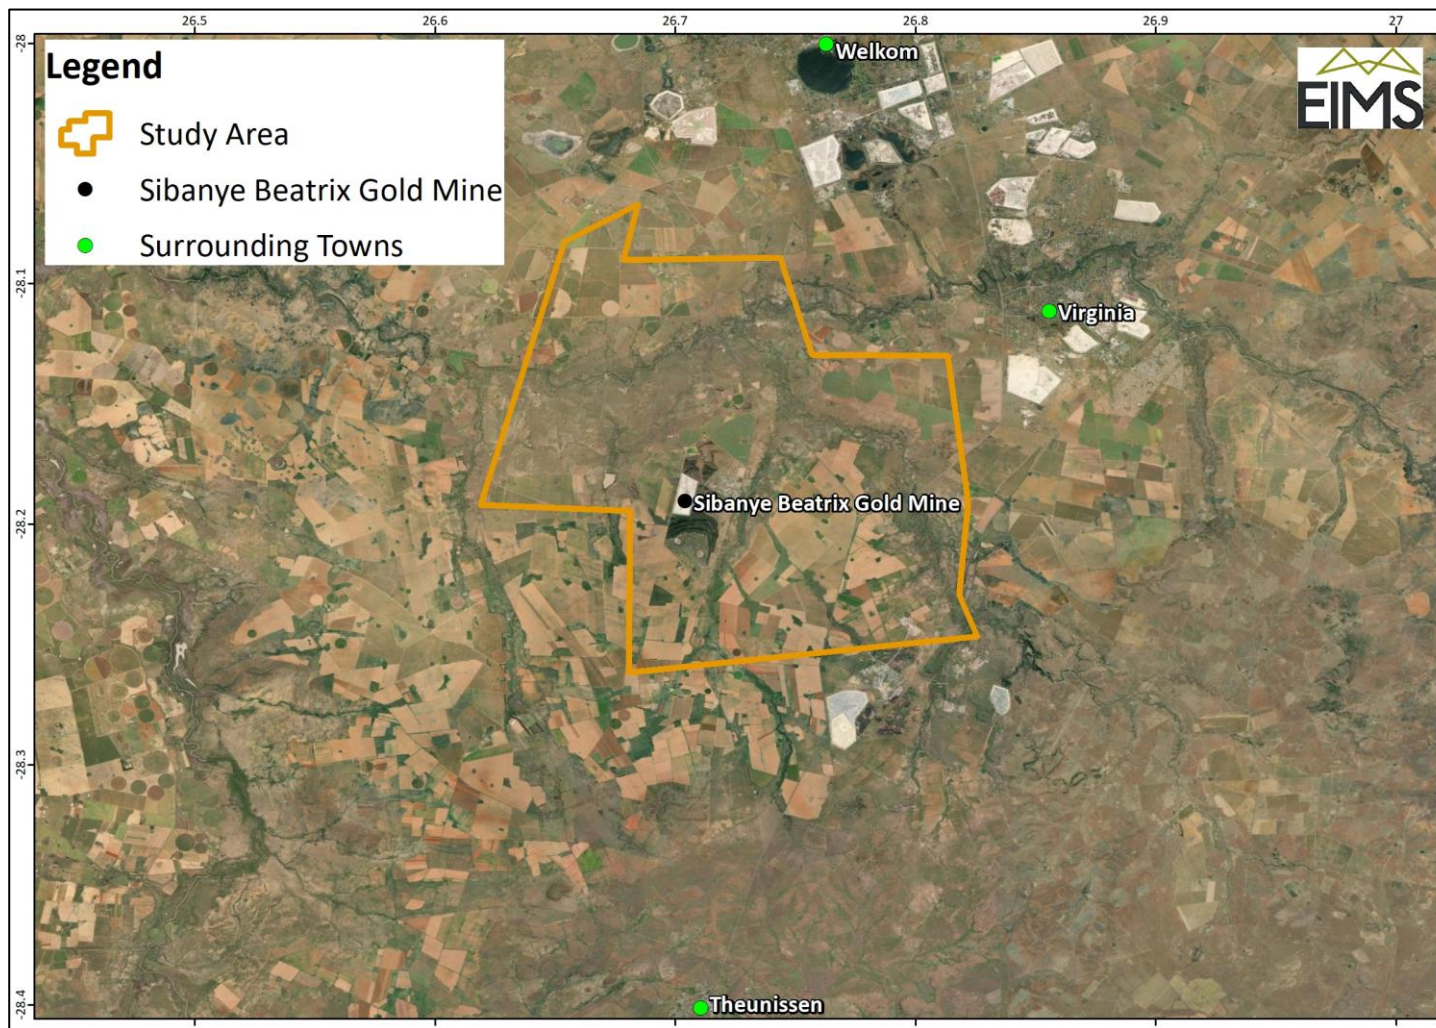 26.5 26.6 26.7 26.8 26.9 27
-28
Legend
Study Area
Sibanye Beatrix Gold Mine
Surrounding Towns
Welkom
EIMS
-28.1
Virginia
Sibanye Beatrix Gold Mine
-28.2
-28.3
-28.4
Theunissen